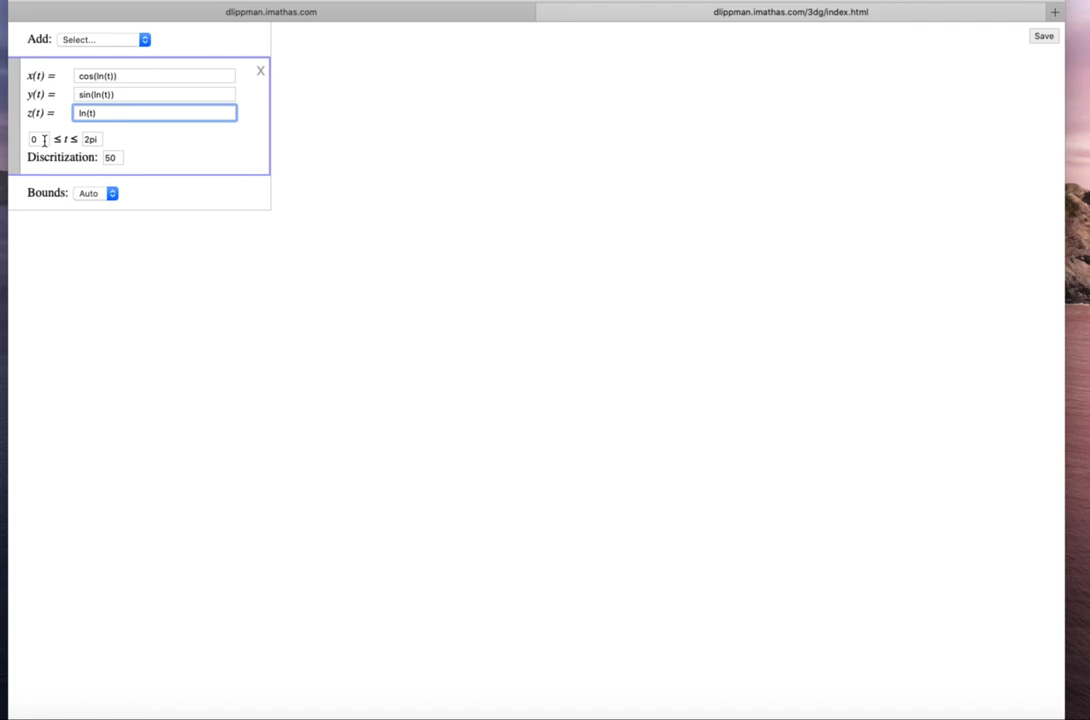 dlippman.imathas.com
dlippman.imathas.com/3dg/index.html
+
Add: Select...
Save
X
x(t) = cos(ln(t))
y(t) = sin(ln(t))
z(t) = ln(t)
0 ≤ t ≤ 2pi
Discritization: 50
Bounds: Auto